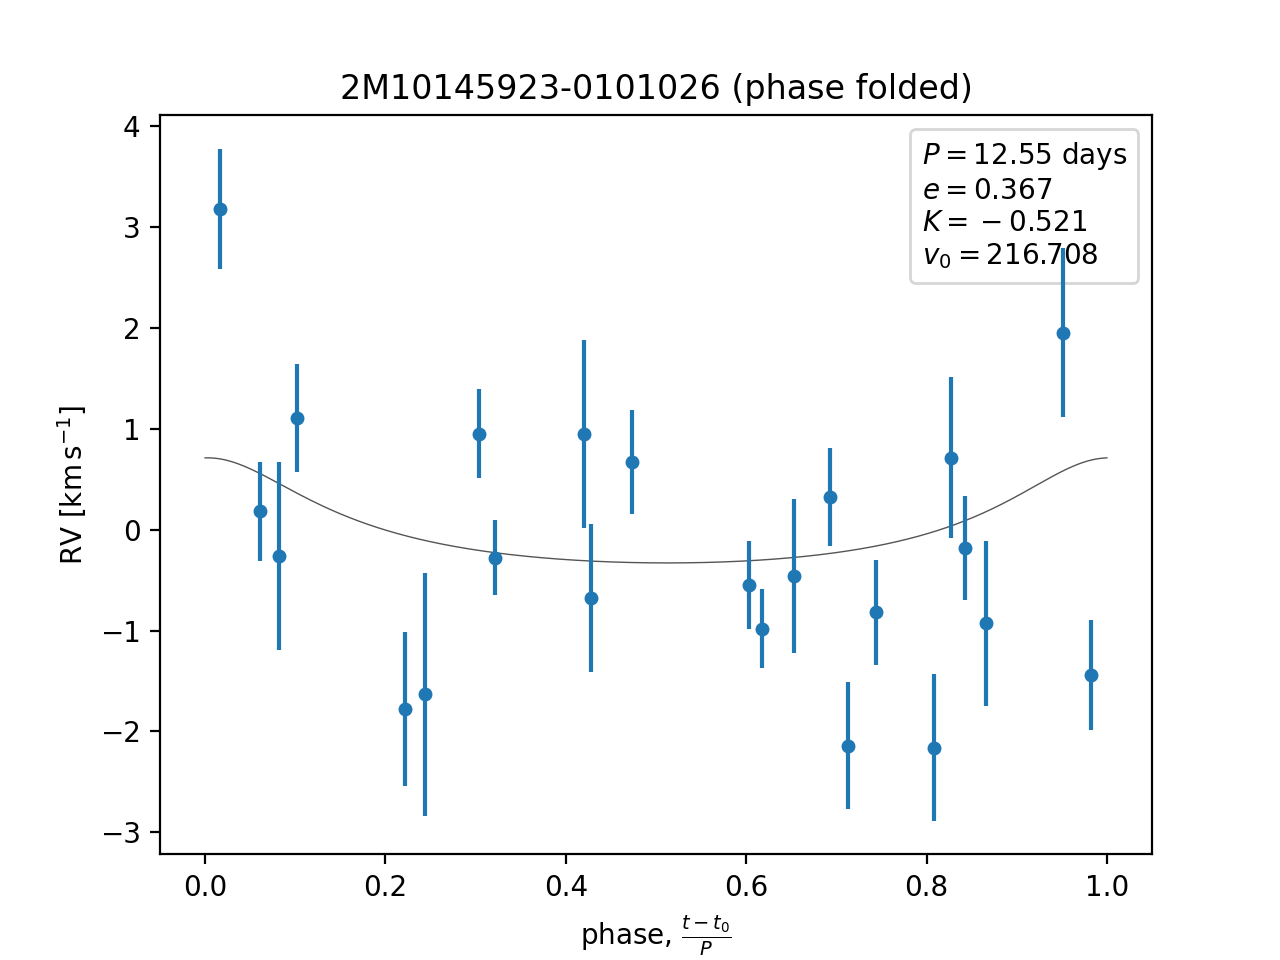 2M10145923-0101026 (phase folded)
P = 12.55 days
e = 0.367
K = −0.521
v₀ = 216.708
RV [km s⁻¹]
4
3
2
1
0
−1
−2
−3
0.0 0.2 0.4 0.6 0.8 1.0
phase, (t − t₀)/P